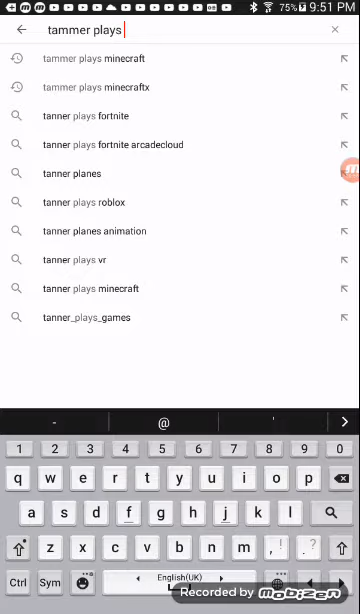 75% 9:51 PM
tammer plays
tammer plays minecraft
tammer plays minecraftx
tanner plays fortnite
tanner plays fortnite arcadecloud
tanner planes
tanner plays roblox
tanner planes animation
tanner plays vr
tanner plays minecraft
tanner_plays_games
- @ '
1 2 3 4 5 6 7 8 9 0
q w e r t y u i o p
a s d f g h j k l
z x c v b n m , ! . ?
Ctrl Sym English(UK)
Recorded by mobizen